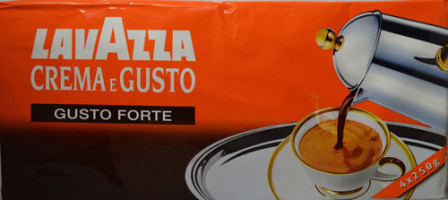 LAVAZZA
CREMA E GUSTO
GUSTO FORTE
4x250g